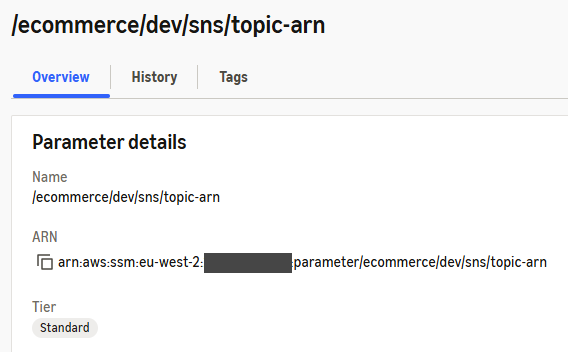 /ecommerce/dev/sns/topic-arn
Overview History Tags
Parameter details
Name
/ecommerce/dev/sns/topic-arn
ARN
arn:aws:ssm:eu-west-2: :parameter/ecommerce/dev/sns/topic-arn
Tier
Standard